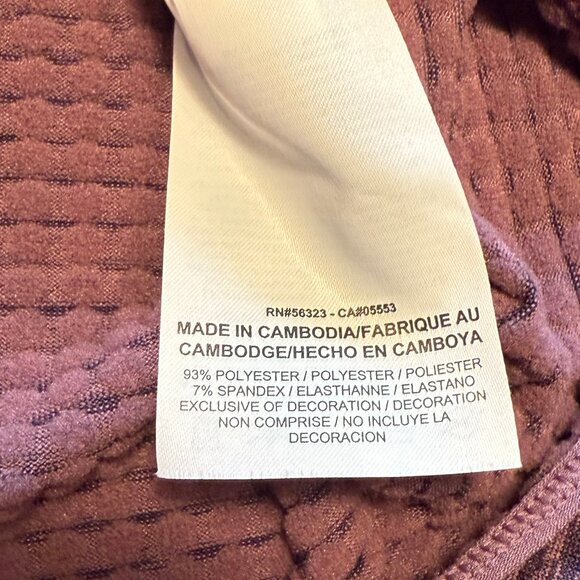 RN#56323 - CA#05553
MADE IN CAMBODIA/FABRIQUE AU
CAMBODGE/HECHO EN CAMBOYA
93% POLYESTER / POLYESTER / POLIESTER
7% SPANDEX / ELASTHANNE / ELASTANO
EXCLUSIVE OF DECORATION / DECORATION
NON COMPRISE / NO INCLUYE LA
DECORACION